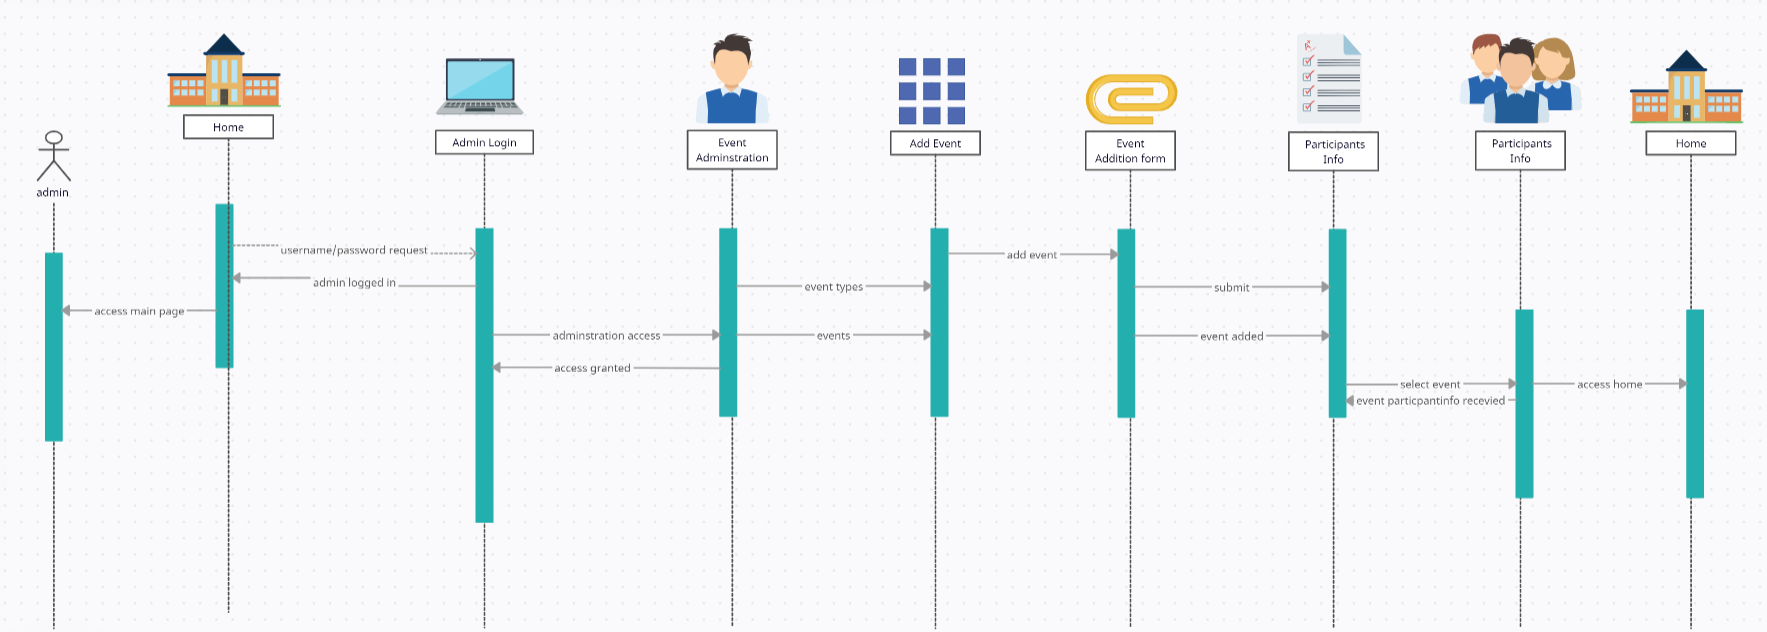 Home
Admin Login
Event
Adminstration
Add Event
Event
Addition form
Participants
Info
Participants
Info
Home
admin
username/password request
add event
admin logged in
event types
submit
access main page
adminstration access
events
event added
access granted
select event
access home
event particpantinfo recevied